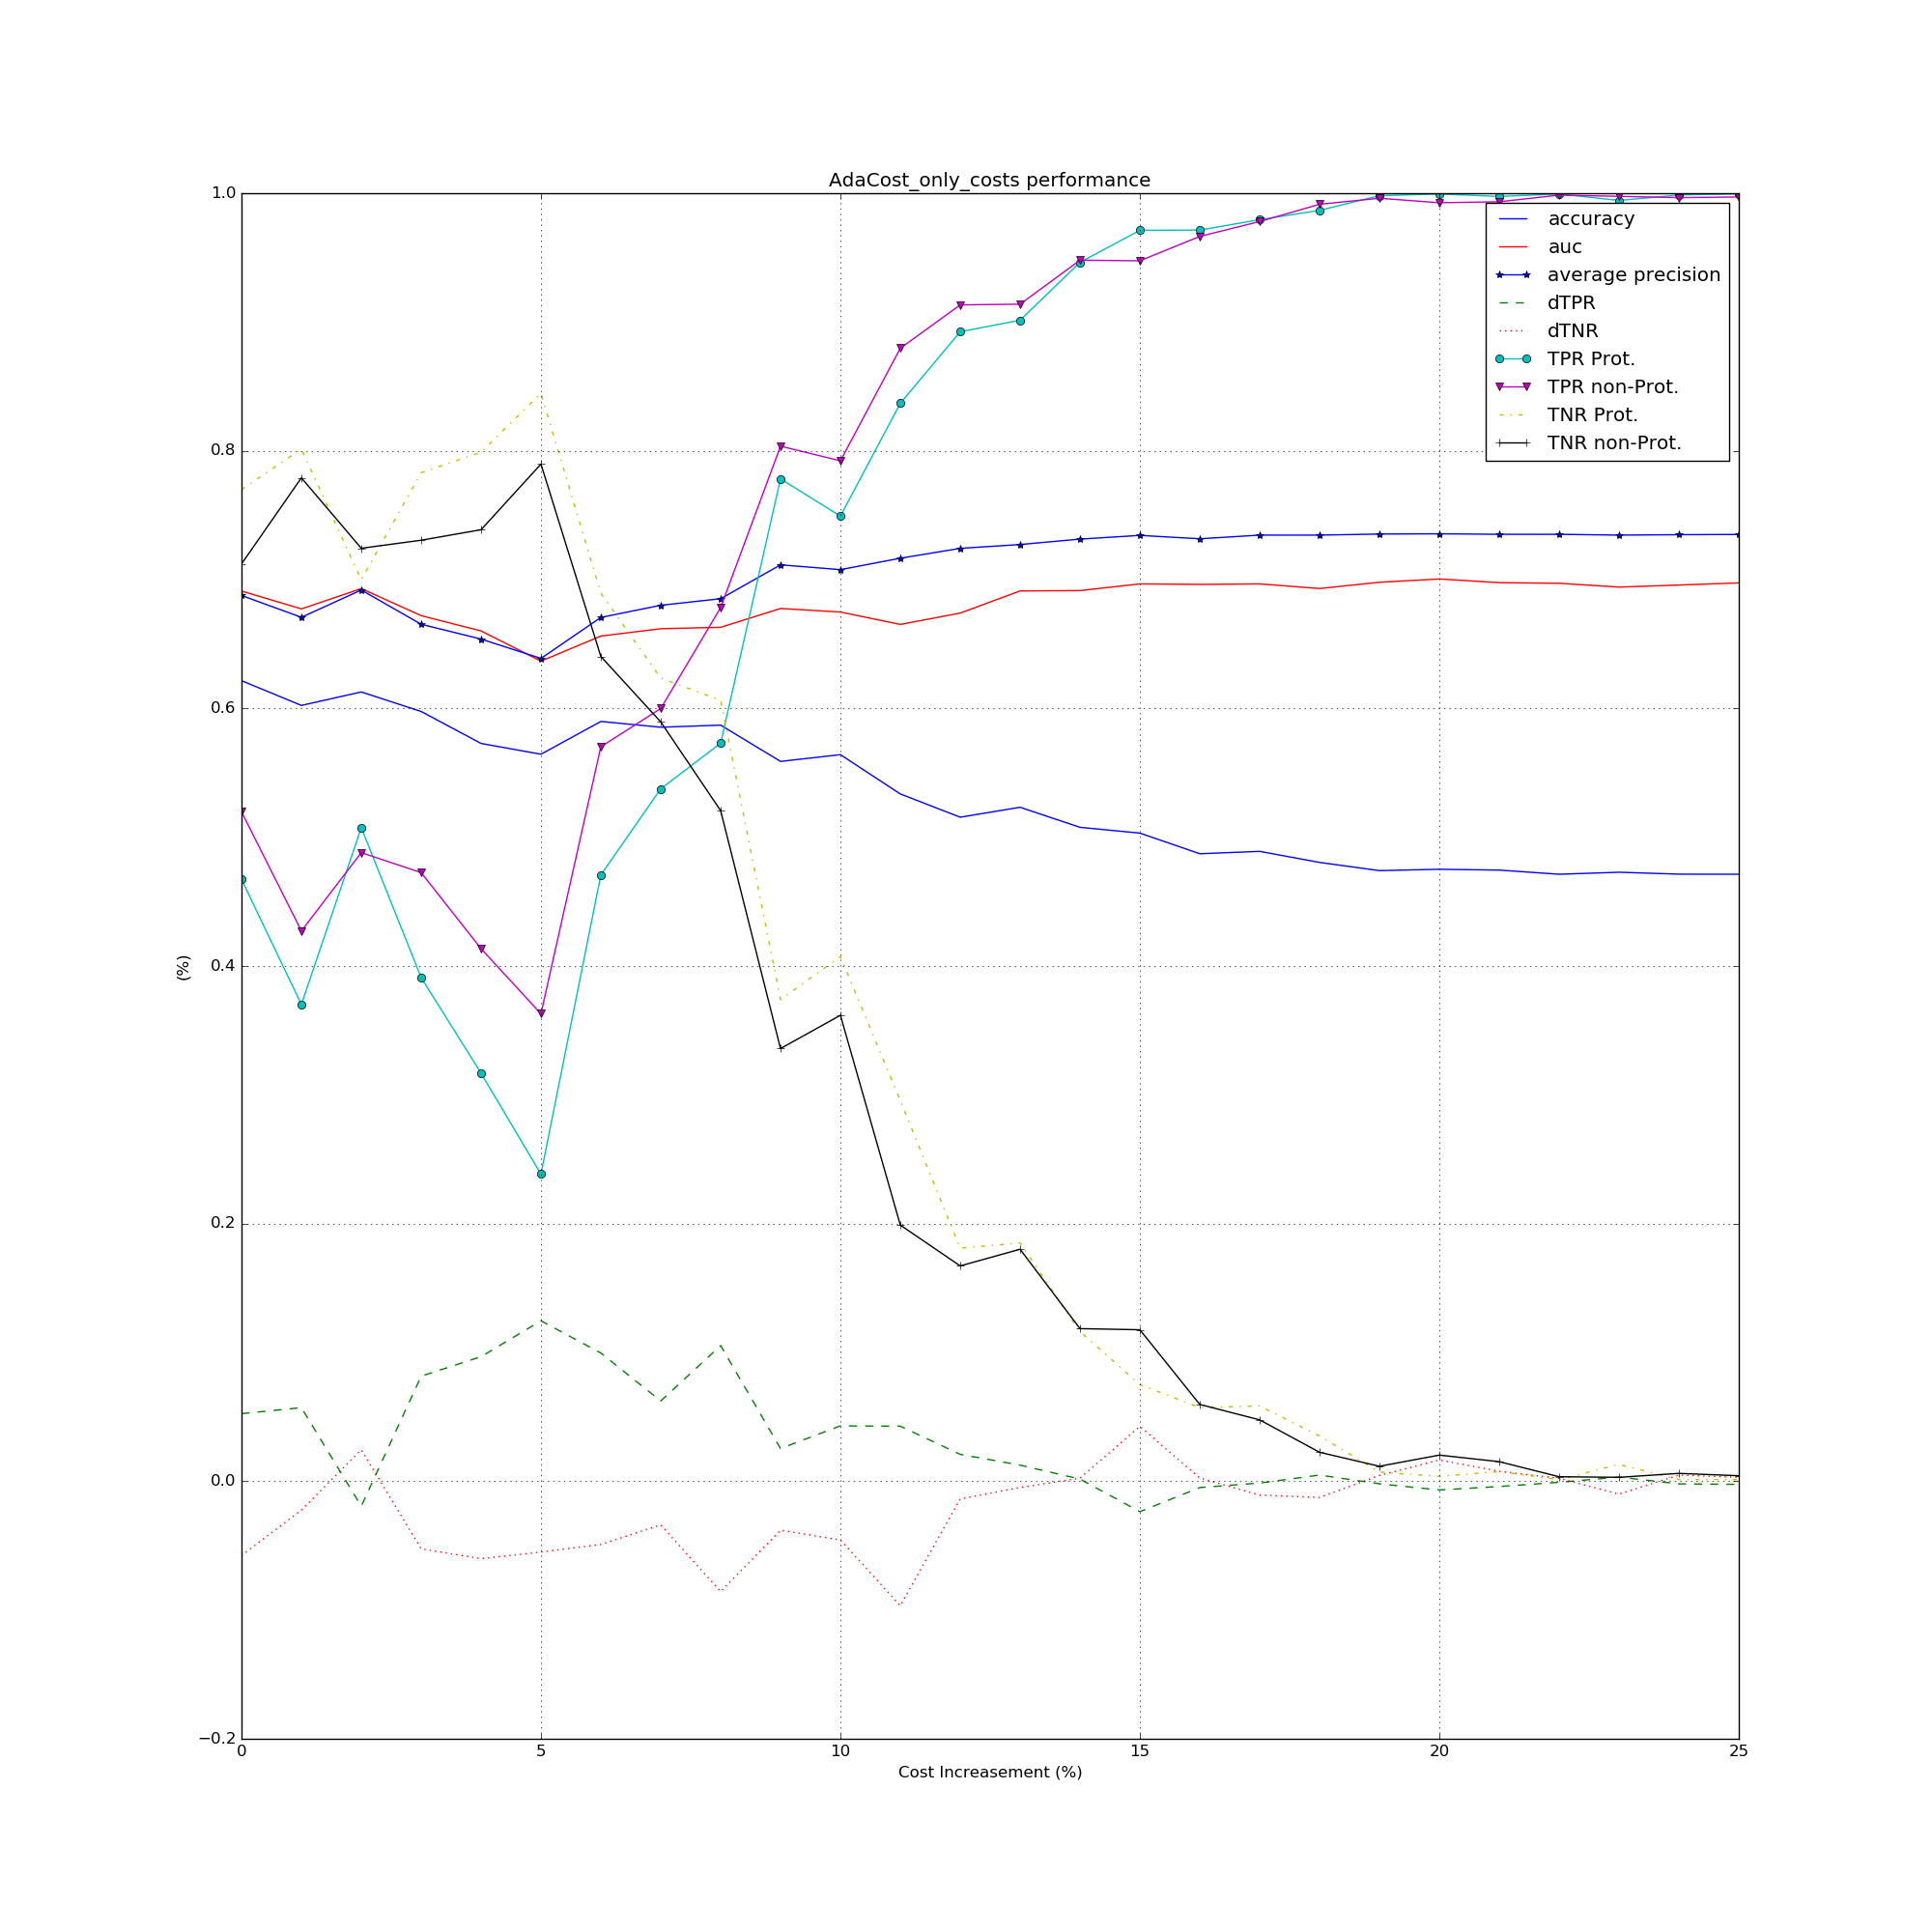 AdaCost_only_costs performance
1.0
0.8
0.6
0.4
0.2
0.0
−0.2
(%)
accuracy
auc
average precision
dTPR
dTNR
TPR Prot.
TPR non-Prot.
TNR Prot.
TNR non-Prot.
0 5 10 15 20 25
Cost Increasement (%)